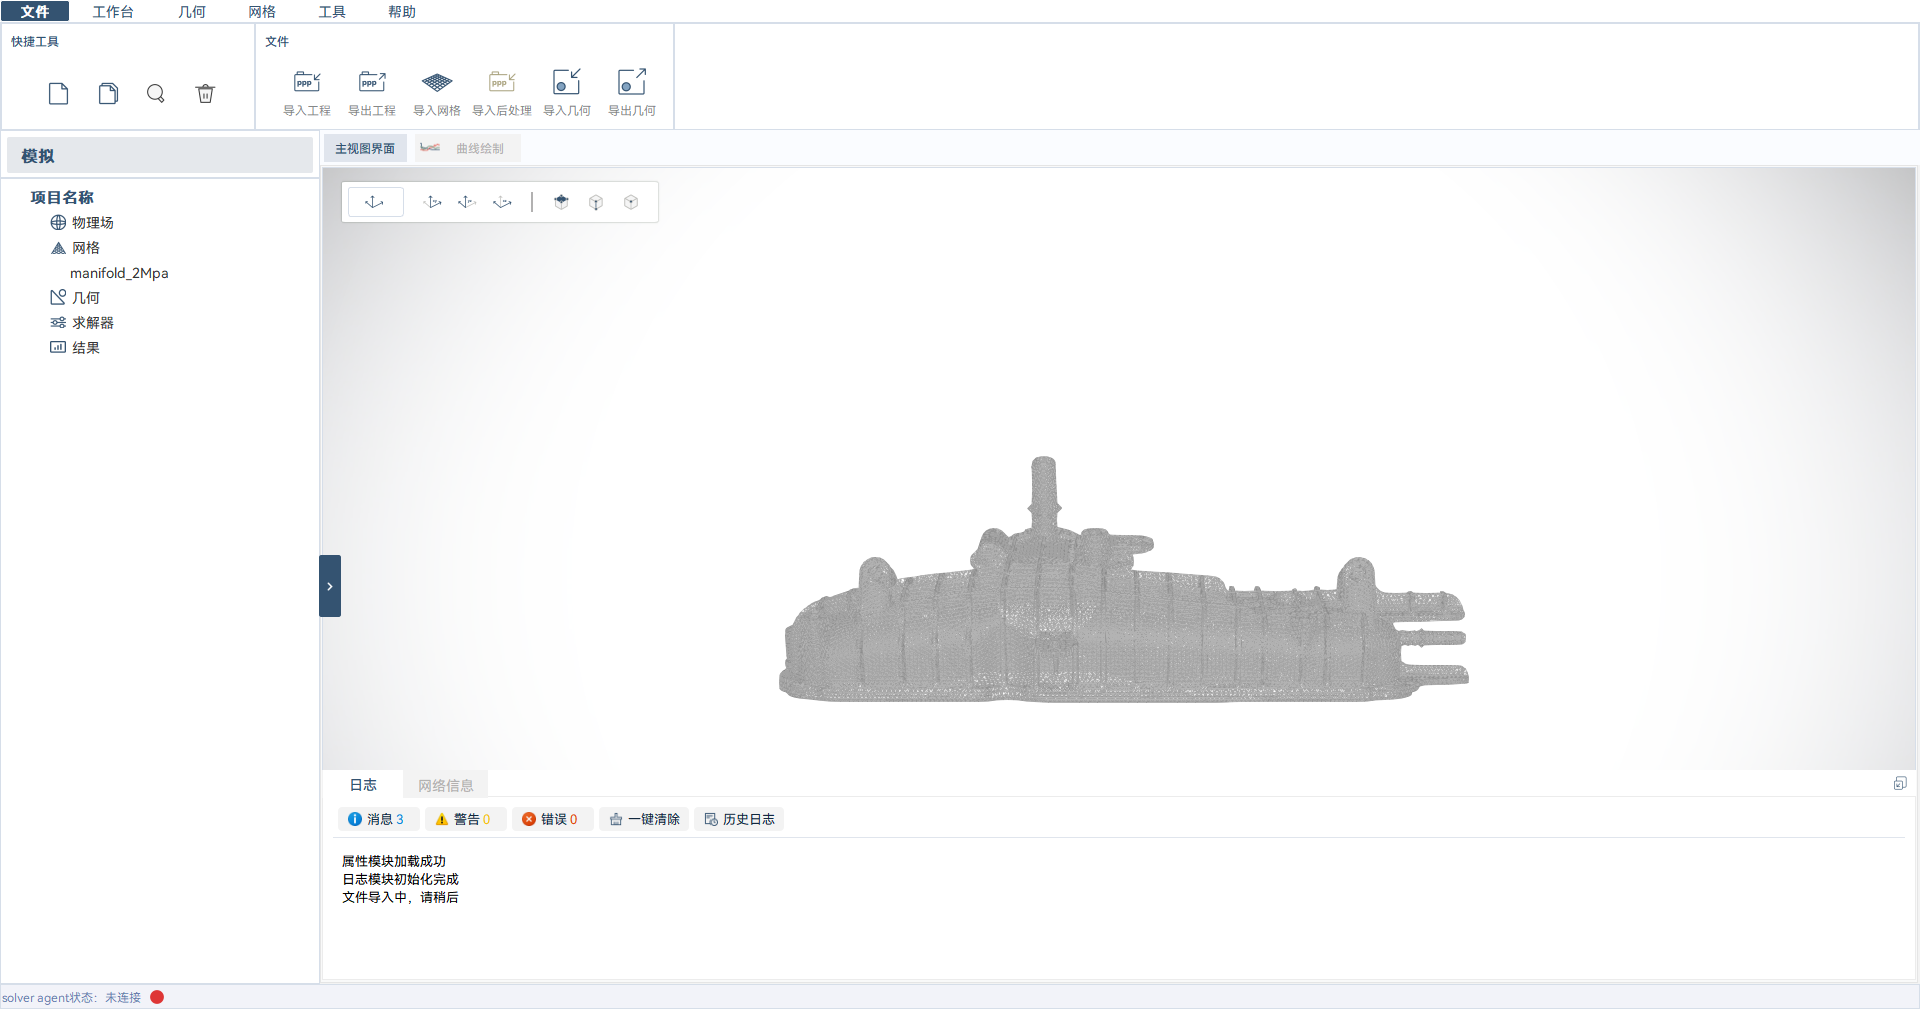 文件 工作台 几何 网格 工具 帮助
快捷工具 文件
导入工程 导出工程 导入网格 导入后处理 导入几何 导出几何
模拟
主视图界面 曲线绘制
项目名称
物理场
网格
manifold_2Mpa
几何
求解器
结果
日志 网络信息
消息 3 警告 0 错误 0 一键清除 历史日志
属性模块加载成功
日志模块初始化完成
文件导入中，请稍后
solver agent状态：未连接